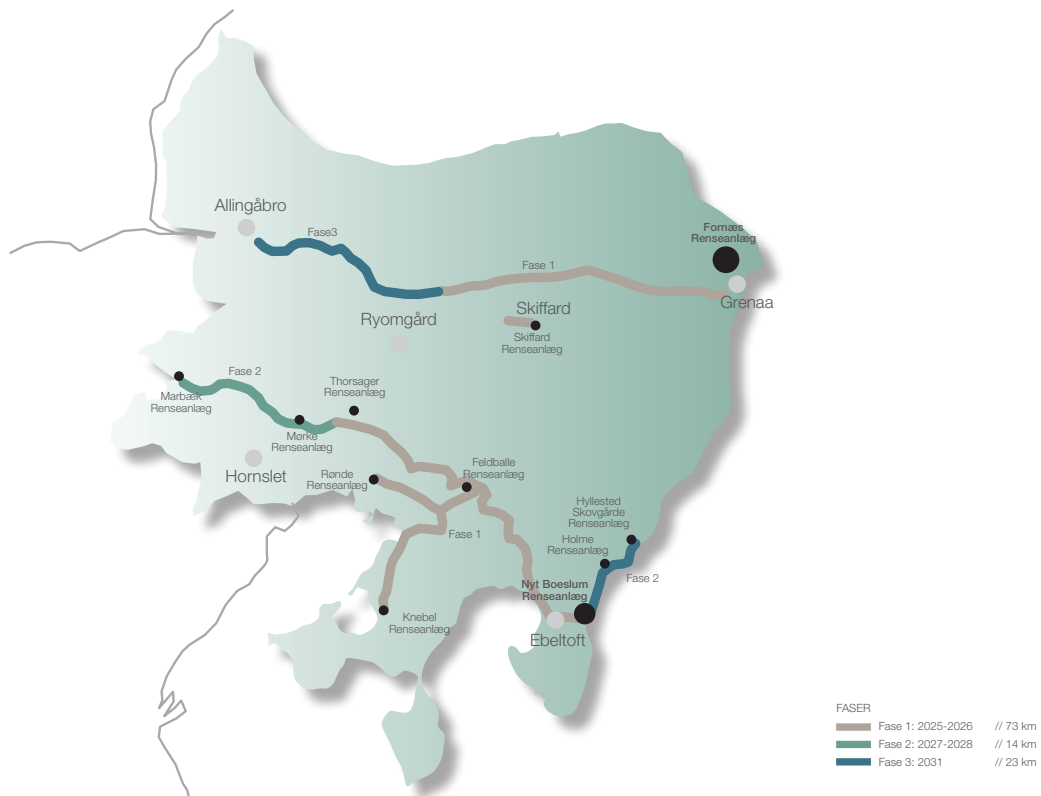 Allingåbro
Fase3
Fornæs
Renseanlæg
Fase 1
Grenaa
Skiffard
Skiffard
Renseanlæg
Ryomgård
Fase 2
Marbæk
Renseanlæg
Thorsager
Renseanlæg
Mørke
Renseanlæg
Hornslet
Rønde
Renseanlæg
Feldballe
Renseanlæg
Hyllested
Skovgårde
Renseanlæg
Holme
Renseanlæg
Fase 1
Fase 2
Nyt Boeslum
Renseanlæg
Knebel
Renseanlæg
Ebeltoft
FASER
Fase 1: 2025-2026 // 73 km
Fase 2: 2027-2028 // 14 km
Fase 3: 2031 // 23 km